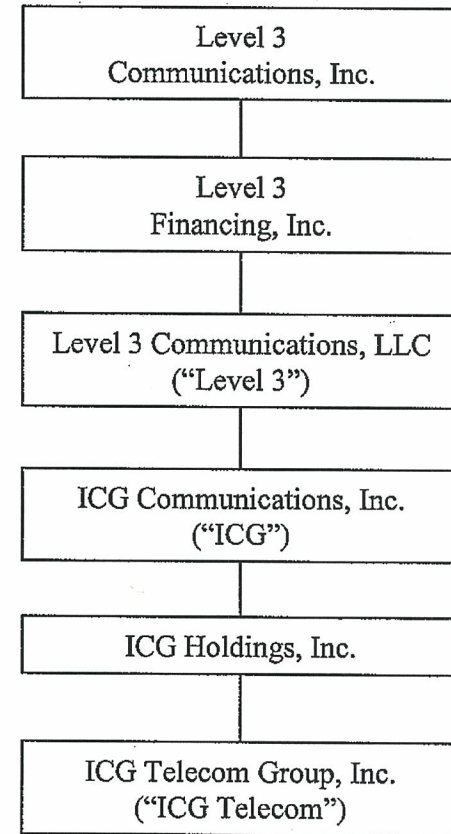 Level 3
Communications, Inc.
Level 3
Financing, Inc.
Level 3 Communications, LLC
(“Level 3”)
ICG Communications, Inc.
(“ICG”)
ICG Holdings, Inc.
ICG Telecom Group, Inc.
(“ICG Telecom”)